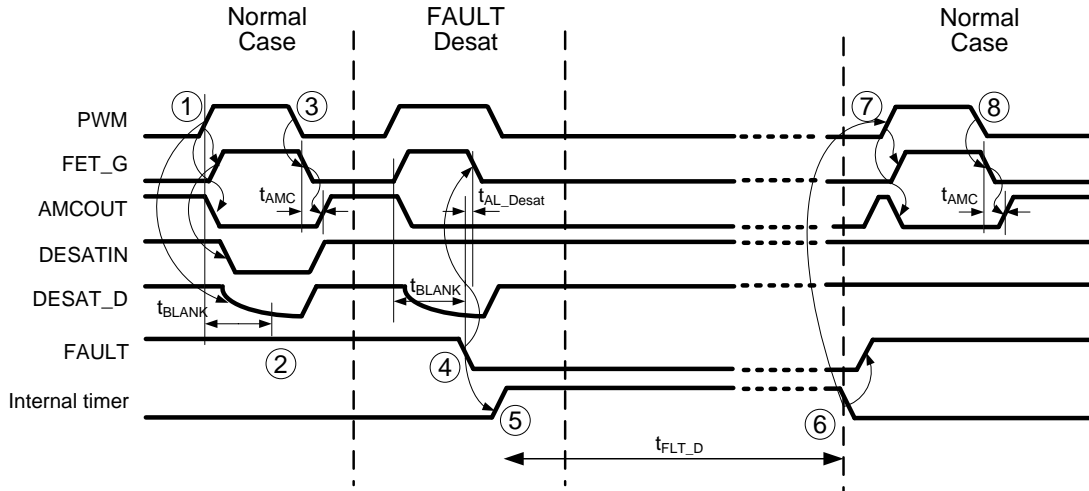 Normal
Case
FAULT
Desat
Normal
Case
PWM
1
3
7
8
FET_G
tAMC
tAL_Desat
tAMC
AMCOUT
DESATIN
DESAT_D
tBLANK
tBLANK
FAULT
2
4
Internal timer
5
6
tFLT_D